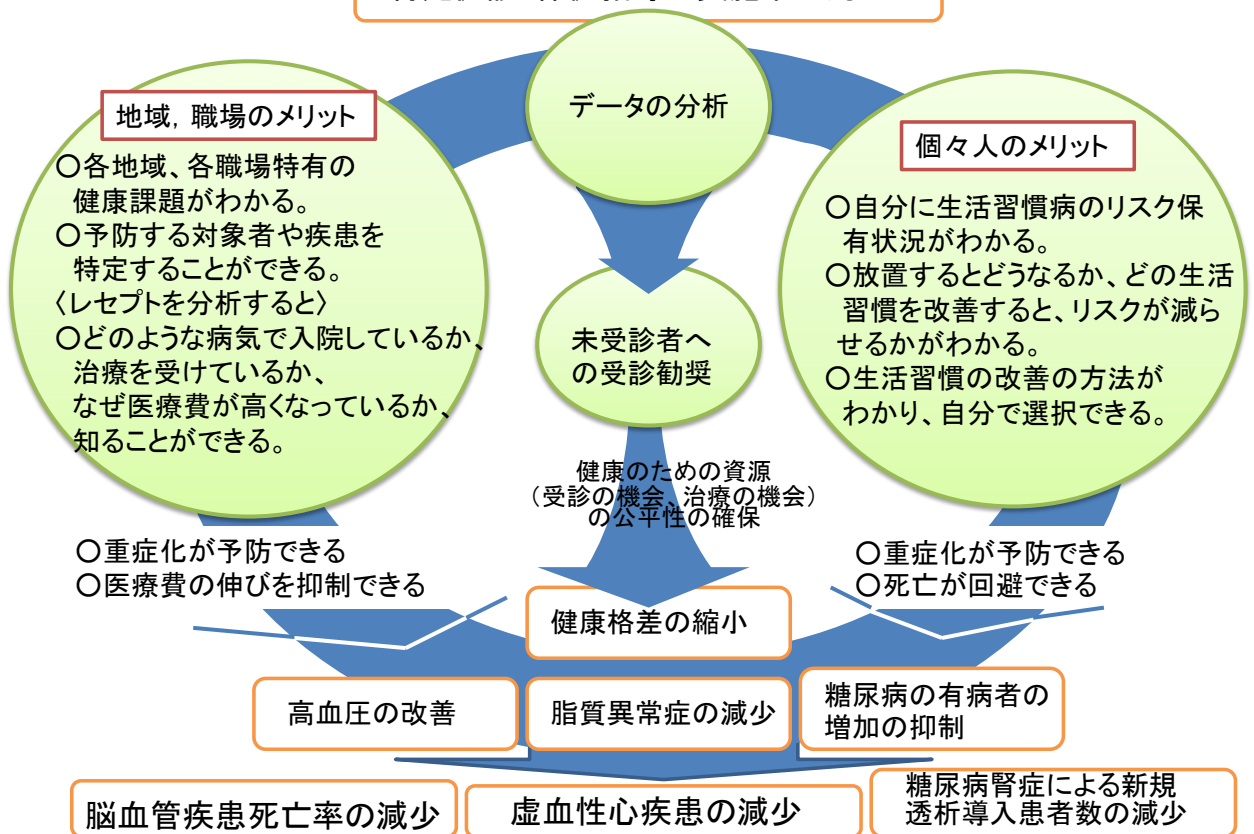 データの分析
地域，職場のメリット
〇各地域、各職場特有の
健康課題がわかる。
〇予防する対象者や疾患を
特定することができる。
〈レセプトを分析すると〉
〇どのような病気で入院しているか、
治療を受けているか、
なぜ医療費が高くなっているか、
知ることができる。
個々人のメリット
〇自分に生活習慣病のリスク保
有状況がわかる。
〇放置するとどうなるか、どの生活
習慣を改善すると、リスクが減ら
せるかがわかる。
〇生活習慣の改善の方法が
わかり、自分で選択できる。
未受診者へ
の受診勧奨
健康のための資源
（受診の機会、治療の機会）
の公平性の確保
〇重症化が予防できる
〇医療費の伸びを抑制できる
〇重症化が予防できる
〇死亡が回避できる
健康格差の縮小
高血圧の改善
脂質異常症の減少
糖尿病の有病者の
増加の抑制
脳血管疾患死亡率の減少
虚血性心疾患の減少
糖尿病腎症による新規
透析導入患者数の減少